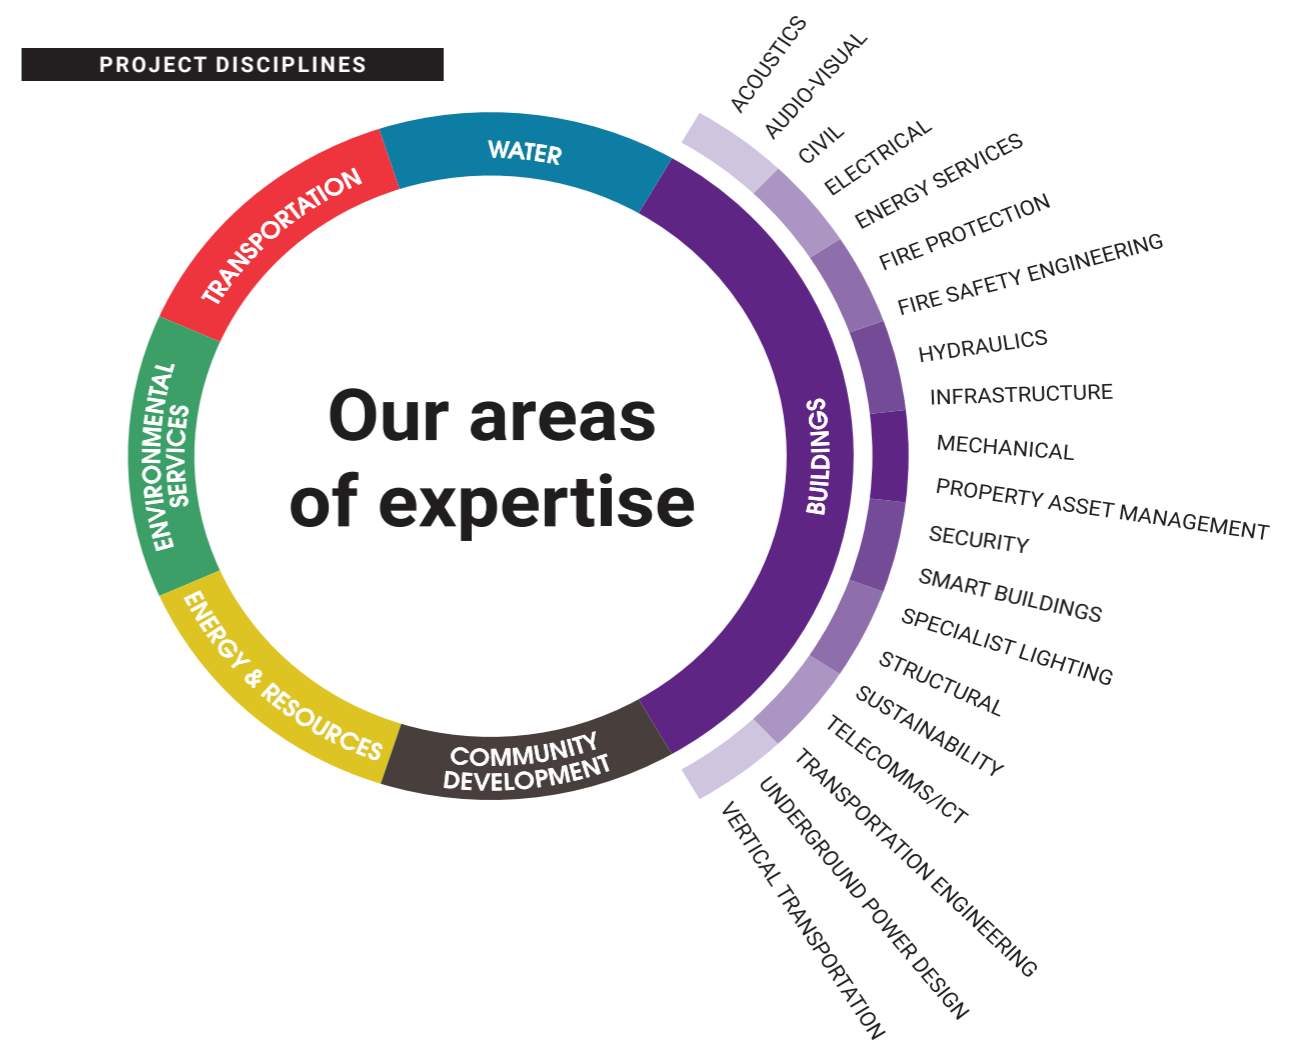 PROJECT DISCIPLINES
WATER
TRANSPORTATION
ENVIRONMENTAL
SERVICES
ENERGY & RESOURCES
COMMUNITY
DEVELOPMENT
BUILDINGS
Our areas
of expertise
ACOUSTICS
AUDIO-VISUAL
CIVIL
ELECTRICAL
ENERGY SERVICES
FIRE PROTECTION
FIRE SAFETY ENGINEERING
HYDRAULICS
INFRASTRUCTURE
MECHANICAL
PROPERTY ASSET MANAGEMENT
SECURITY
SMART BUILDINGS
SPECIALIST LIGHTING
STRUCTURAL
SUSTAINABILITY
TELECOMMS/ICT
TRANSPORTATION ENGINEERING
UNDERGROUND POWER DESIGN
VERTICAL TRANSPORTATION